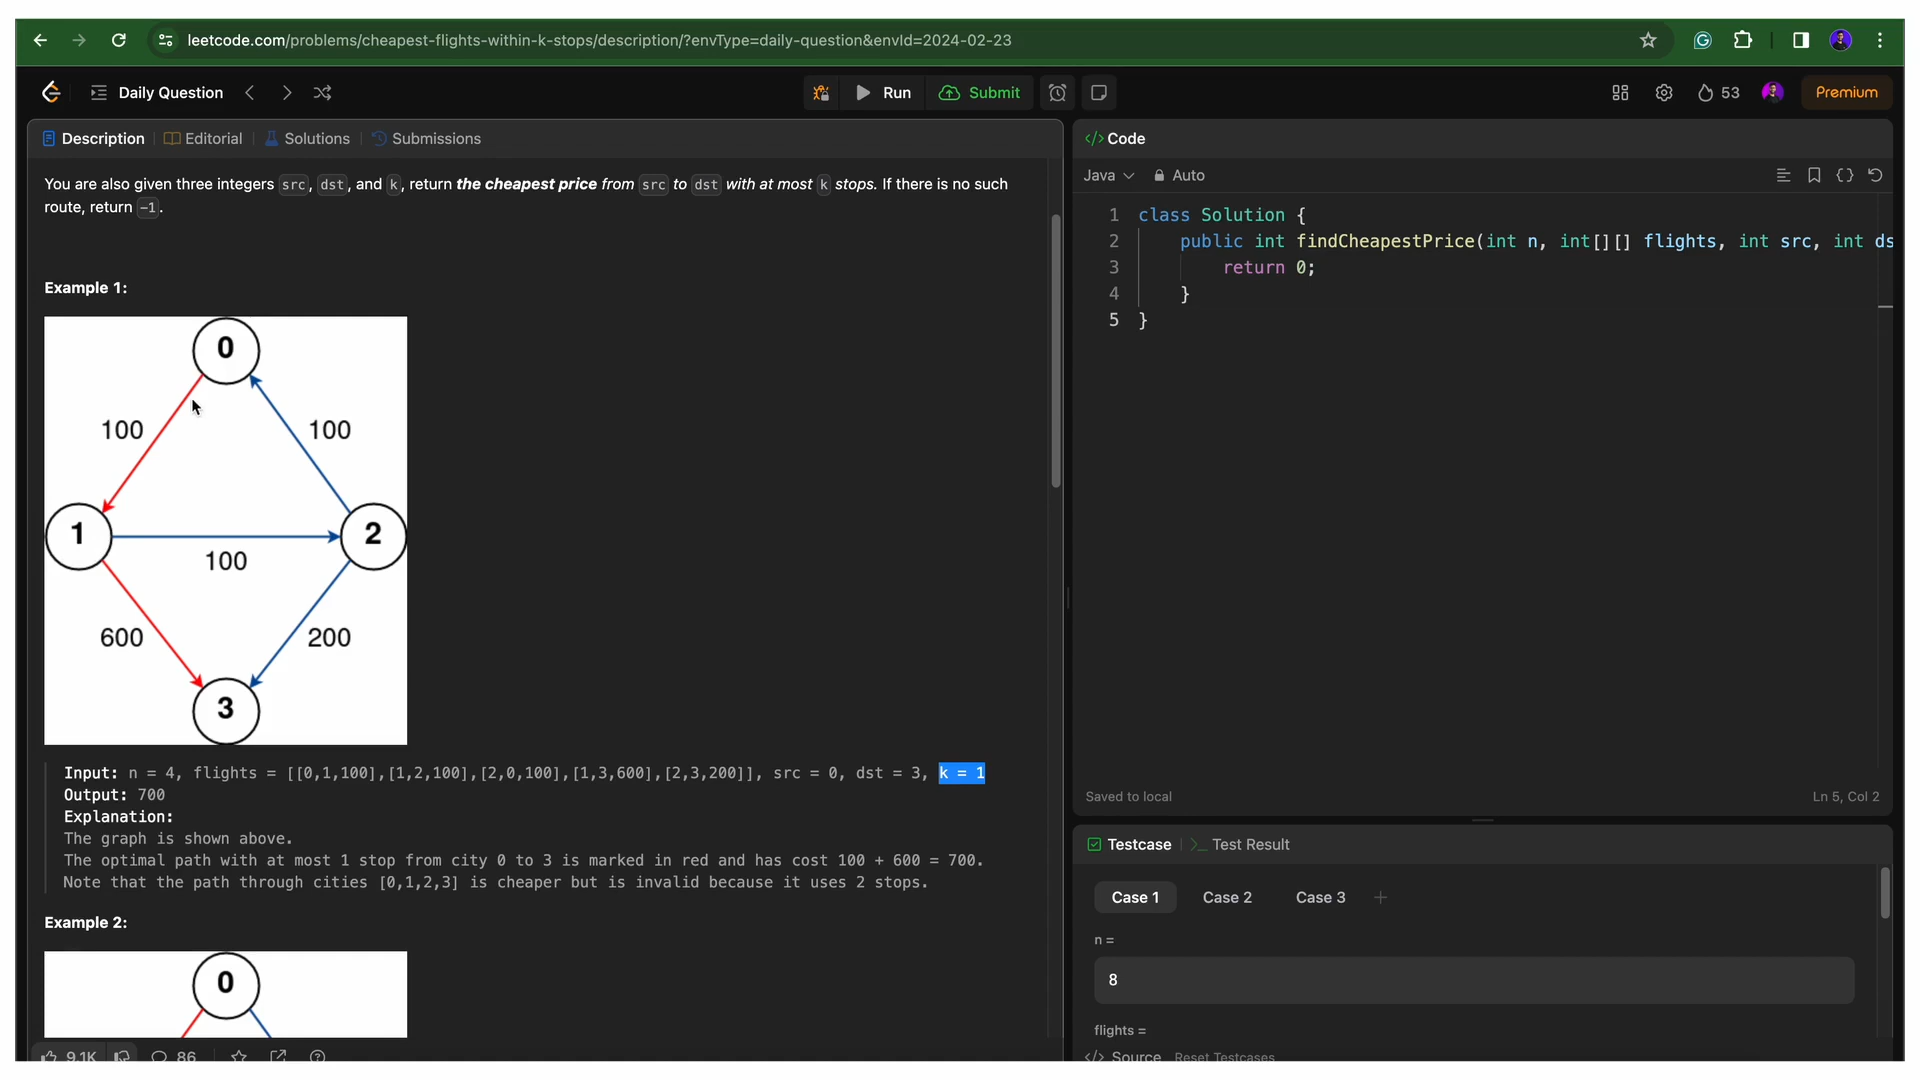 leetcode.com/problems/cheapest-flights-within-k-stops/description/?envType=daily-question&envId=2024-02-23
Daily Question
Run
Submit
53
Premium
Description
Editorial
Solutions
Submissions
You are also given three integers src, dst, and k, return the cheapest price from src to dst with at most k stops. If there is no such
route, return -1.
Example 1:
0
100
100
1
2
100
600
200
3
Input: n = 4, flights = [[0,1,100],[1,2,100],[2,0,100],[1,3,600],[2,3,200]], src = 0, dst = 3, k = 1
Output: 700
Explanation:
The graph is shown above.
The optimal path with at most 1 stop from city 0 to 3 is marked in red and has cost 100 + 600 = 700.
Note that the path through cities [0,1,2,3] is cheaper but is invalid because it uses 2 stops.
Example 2:
0
9.1K
86
</> Code
Java
Auto
1 class Solution {
2 public int findCheapestPrice(int n, int[][] flights, int src, int ds
3 return 0;
4 }
5 }
Saved to local
Ln 5, Col 2
Testcase
Test Result
Case 1
Case 2
Case 3
n =
8
flights =
</> Source
Reset Testcases